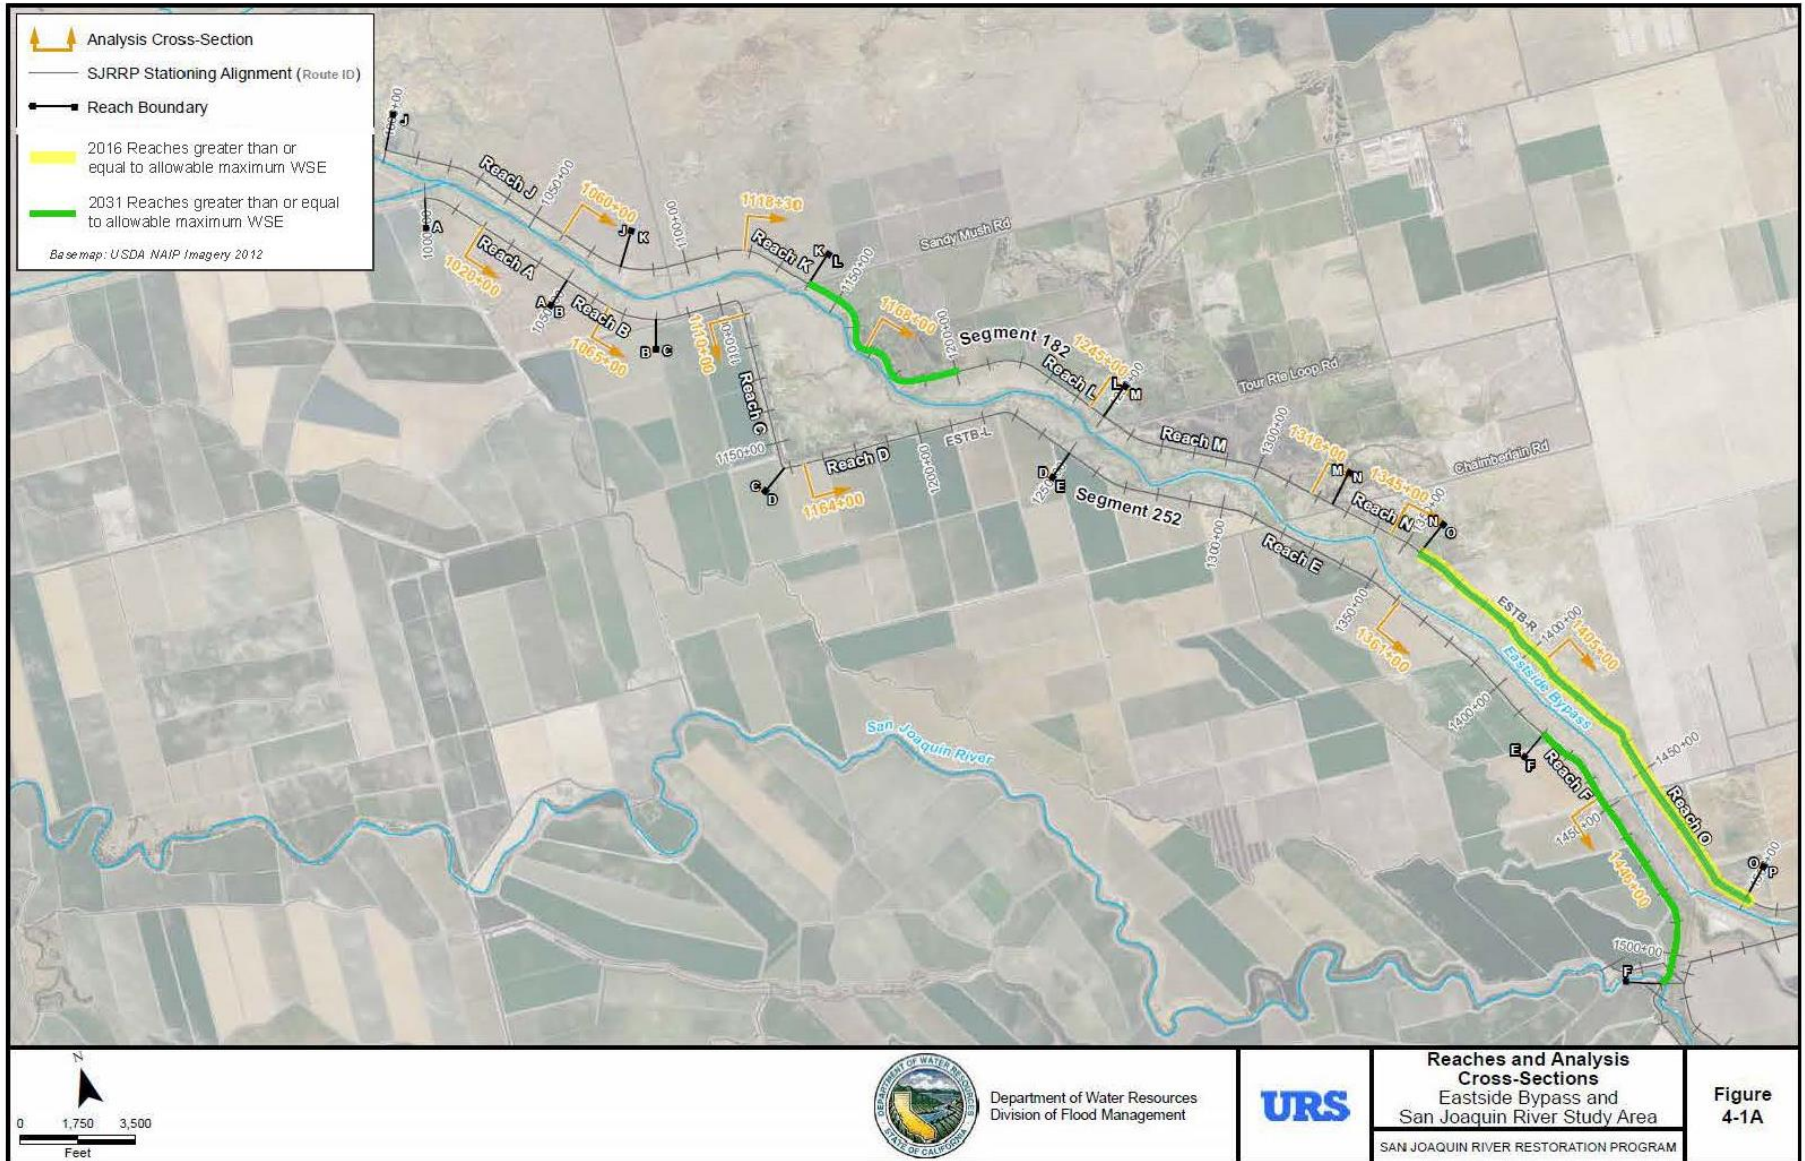 Analysis Cross-Section
SJRRP Stationing Alignment (Route ID)
Reach Boundary
2016 Reaches greater than or
equal to allowable maximum WSE
2031 Reaches greater than or equal
to allowable maximum WSE
Basemap: USDA NAIP Imagery 2012
J
Reach J
1050+00
1060+00
J K
1100+00
1118+30
Reach K
K L
1150+00
Sandy Mush Rd
A
1000+00
Reach A
1020+00
A B
Reach B
1065+00
B C
1110+00
1100+00
Reach C
1168+00
1200+00
Segment 182
Reach L
1245+00
L M
Tour Rte Loop Rd
Reach M
1300+00
1318+00
M N
1345+00
Chaimberlain Rd
Reach N
N O
1150+00
C D
Reach D
1164+00
1200+00
ESTB-L
D E
Segment 252
1300+00
Reach E
1350+00
1361+00
ESTB-R
1400+00
1405+00
Eastside Bypass
1400+00
E F
Reach F
1450+00
1446+00
1450+00
Reach O
O P
San Joaquin River
1500+00
F
N
0 1,750 3,500
Feet
DEPARTMENT OF WATER RESOURCES
STATE OF CALIFORNIA
Department of Water Resources
Division of Flood Management
URS
Reaches and Analysis
Cross-Sections
Eastside Bypass and
San Joaquin River Study Area
SAN JOAQUIN RIVER RESTORATION PROGRAM
Figure
4-1A